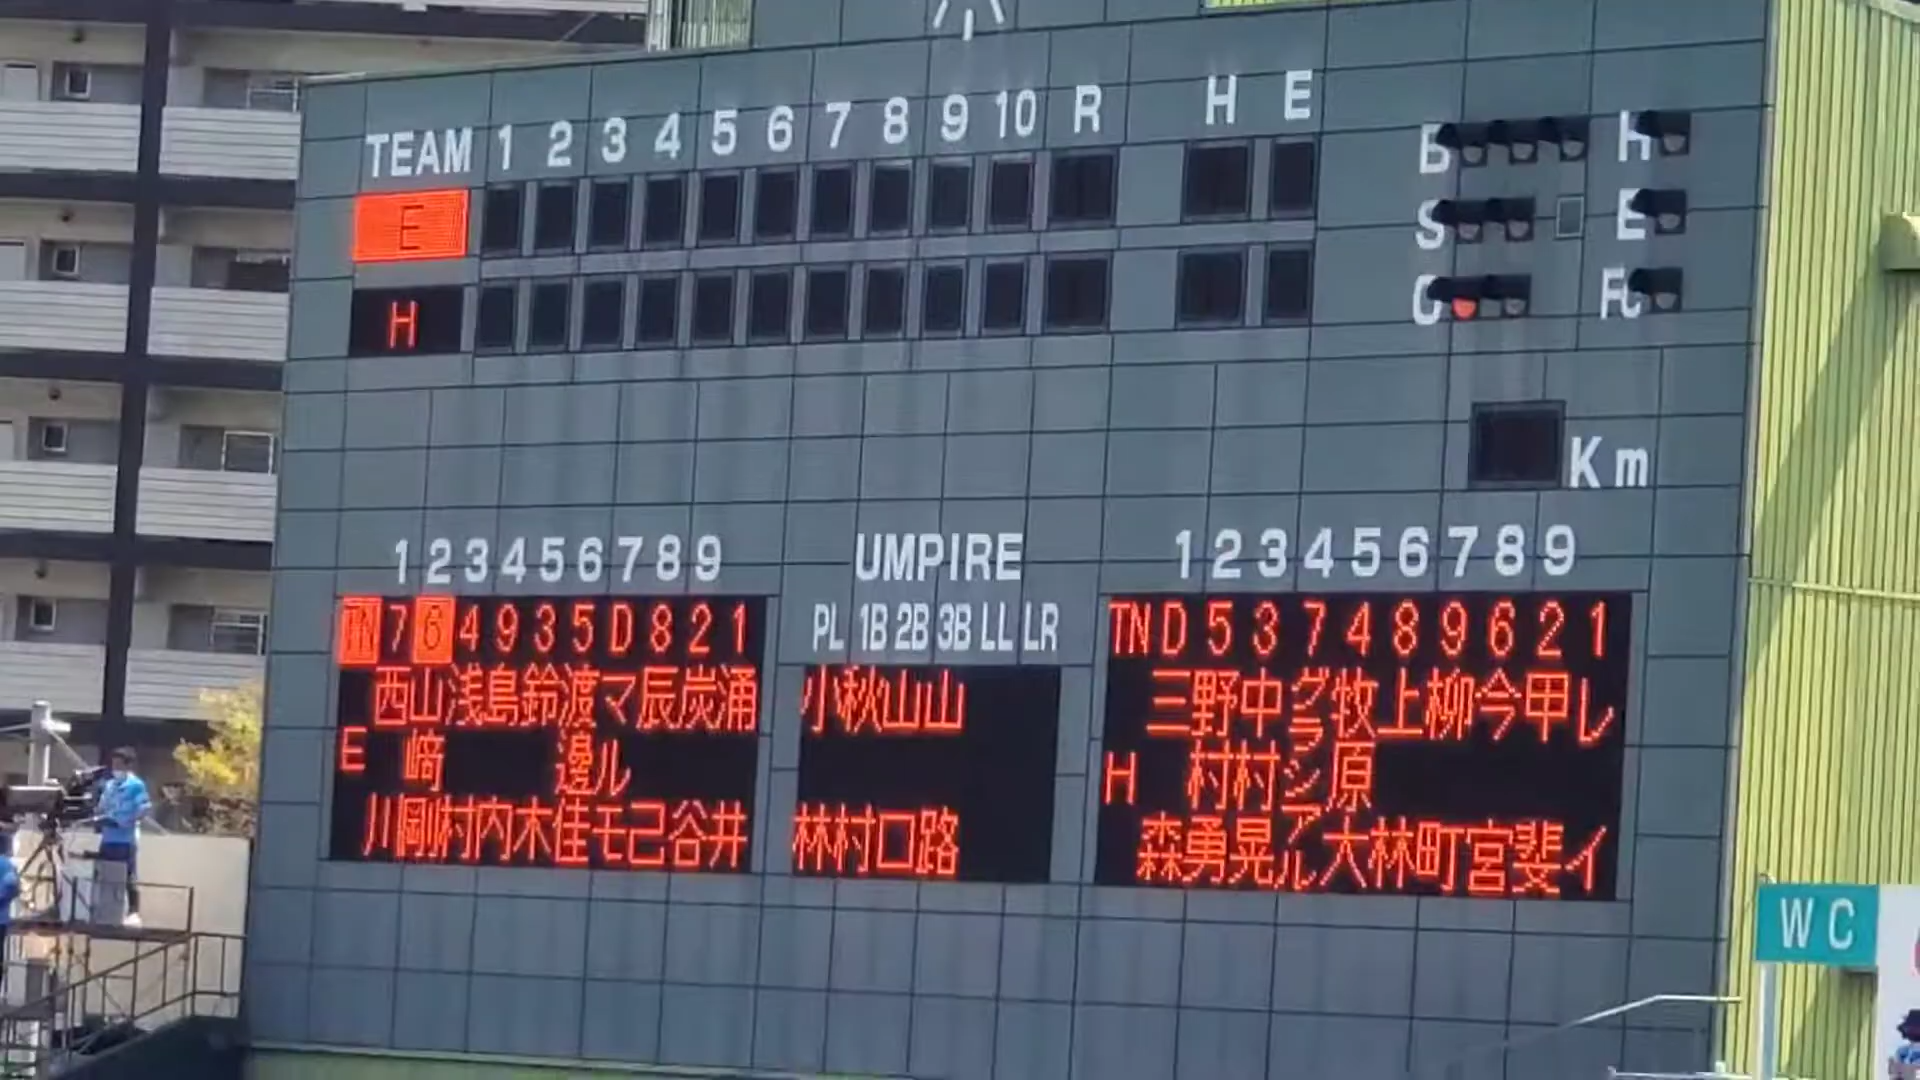 TEAM 1 2 3 4 5 6 7 8 9 10 R H E
E
H
B H
S E
O FC
Km
1 2 3 4 5 6 7 8 9
TN 7 6 4 9 3 5 D 8 2 1
E
西川
山﨑剛
浅村
島内
鈴木
渡邊佳
マルモ
辰己
炭谷
涌井
UMPIRE
PL 1B 2B 3B LL LR
小林
秋村
山口
山路
1 2 3 4 5 6 7 8 9
TN D 5 3 7 4 8 9 6 2 1
H
三森
野村勇
中村晃
グラシアル
牧原大
上林
柳町
今宮
甲斐
レイ
WC